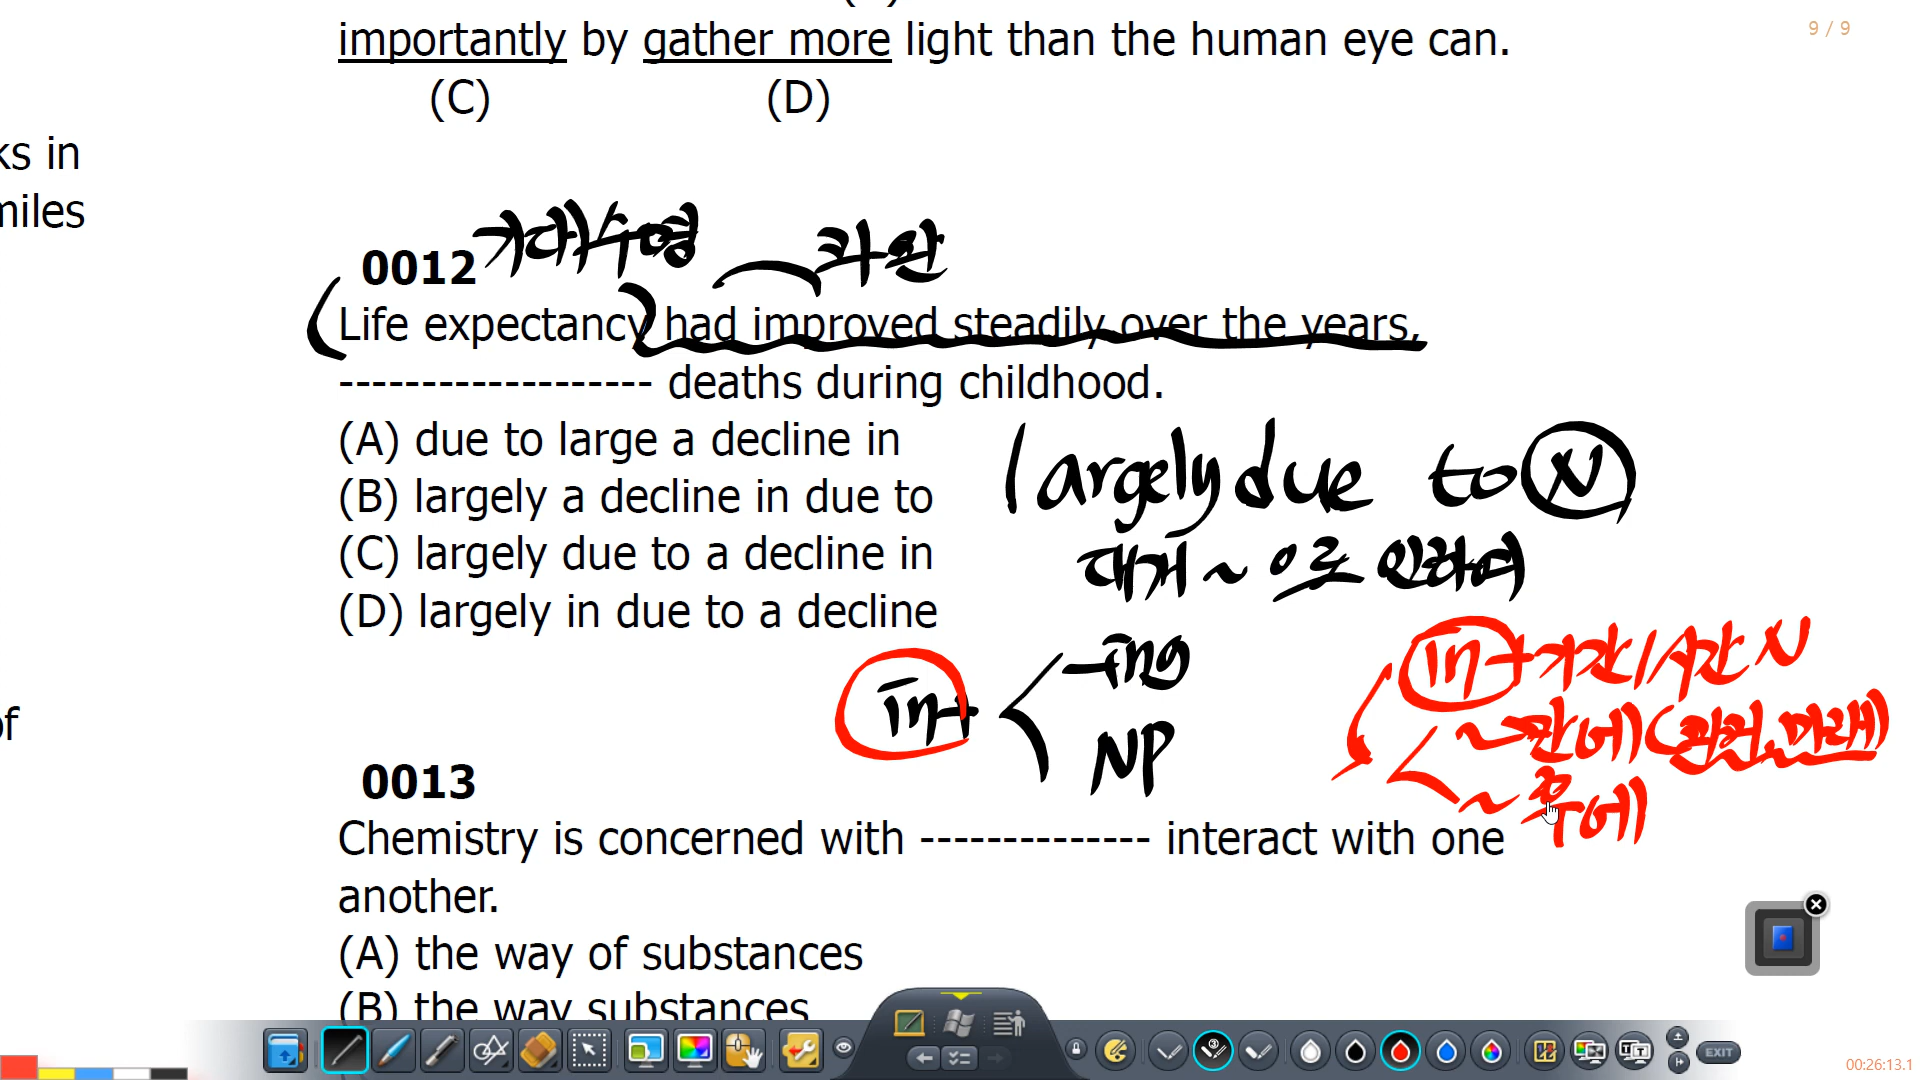 importantly by gather more light than the human eye can.
9 / 9
(C) (D)
ks in
miles
기대수명
과완
0012
Life expectancy had improved steadily over the years,
------------------- deaths during childhood.
(A) due to large a decline in
(B) largely a decline in due to
(C) largely due to a decline in
(D) largely in due to a decline
largely due to N
대개 ~ 으로 인하여
in + -ing
NP
in + 기간/시간 N
~만에 (과거, 미래)
~후에
of
0013
Chemistry is concerned with -------------- interact with one
another.
(A) the way of substances
(B) the way substances
EXIT
00:26:13.1